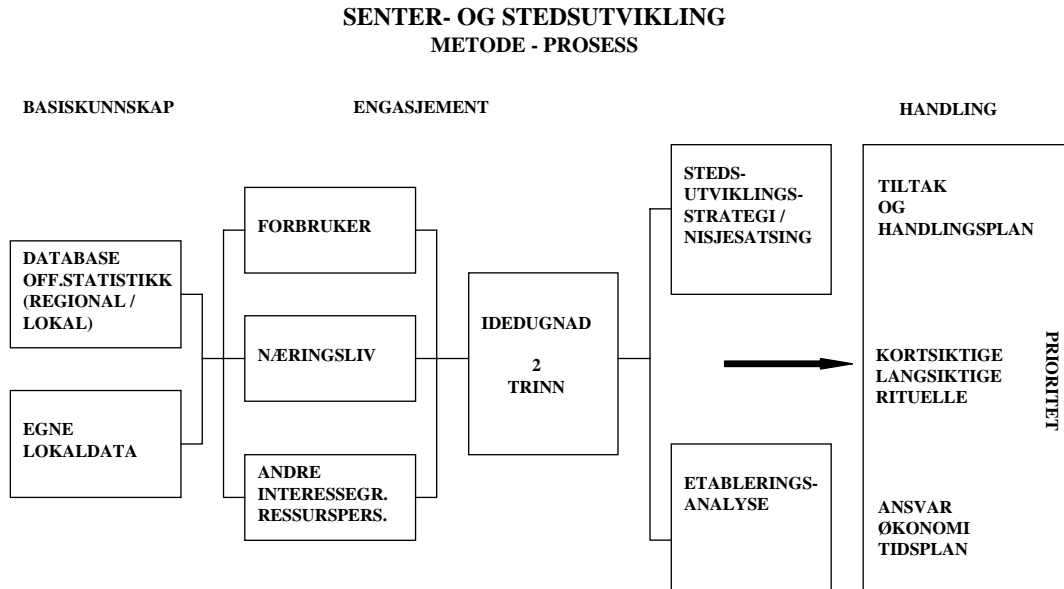 SENTER- OG STEDSUTVIKLING
METODE - PROSESS
BASISKUNNSKAP
ENGASJEMENT
HANDLING
DATABASE
OFF.STATISTIKK
(REGIONAL /
LOKAL)
EGNE
LOKALDATA
FORBRUKER
NÆRINGSLIV
ANDRE
INTERESSEGR.
RESSURSPERS.
IDEDUGNAD
2
TRINN
STEDS-
UTVIKLINGS-
STRATEGI /
NISJESATSING
ETABLERINGS-
ANALYSE
TILTAK
OG
HANDLINGSPLAN
KORTSIKTIGE
LANGSIKTIGE
RITUELLE
ANSVAR
ØKONOMI
TIDSPLAN
PRIORITET